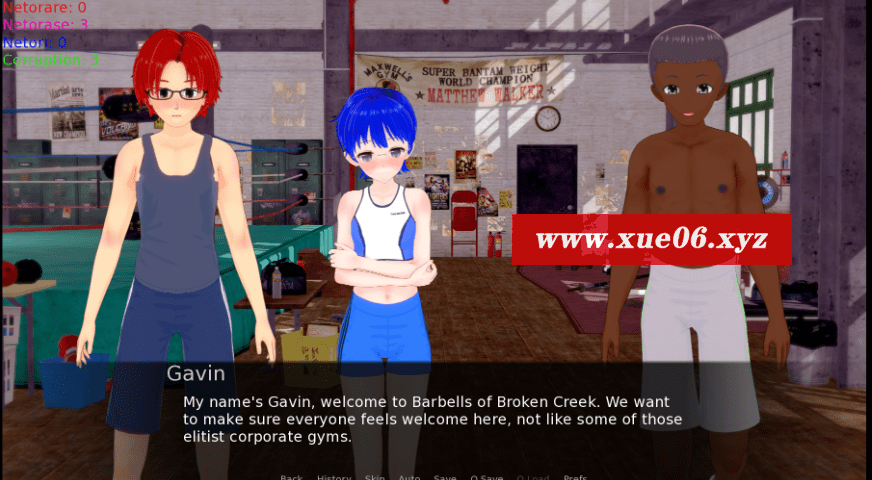 Netorare: 0
Netorase: 3
Netori: 0
Corruption: 3
MAXWELL'S
GYM
SUPER BANTAM WEIGHT
WORLD CHAMPION
MATTHEW WALKER
www.xue06.xyz
Gavin
My name's Gavin, welcome to Barbells of Broken Creek. We want
to make sure everyone feels welcome here, not like some of those
elitist corporate gyms.
Back History Skip Auto Save Q.Save Q.Load Prefs